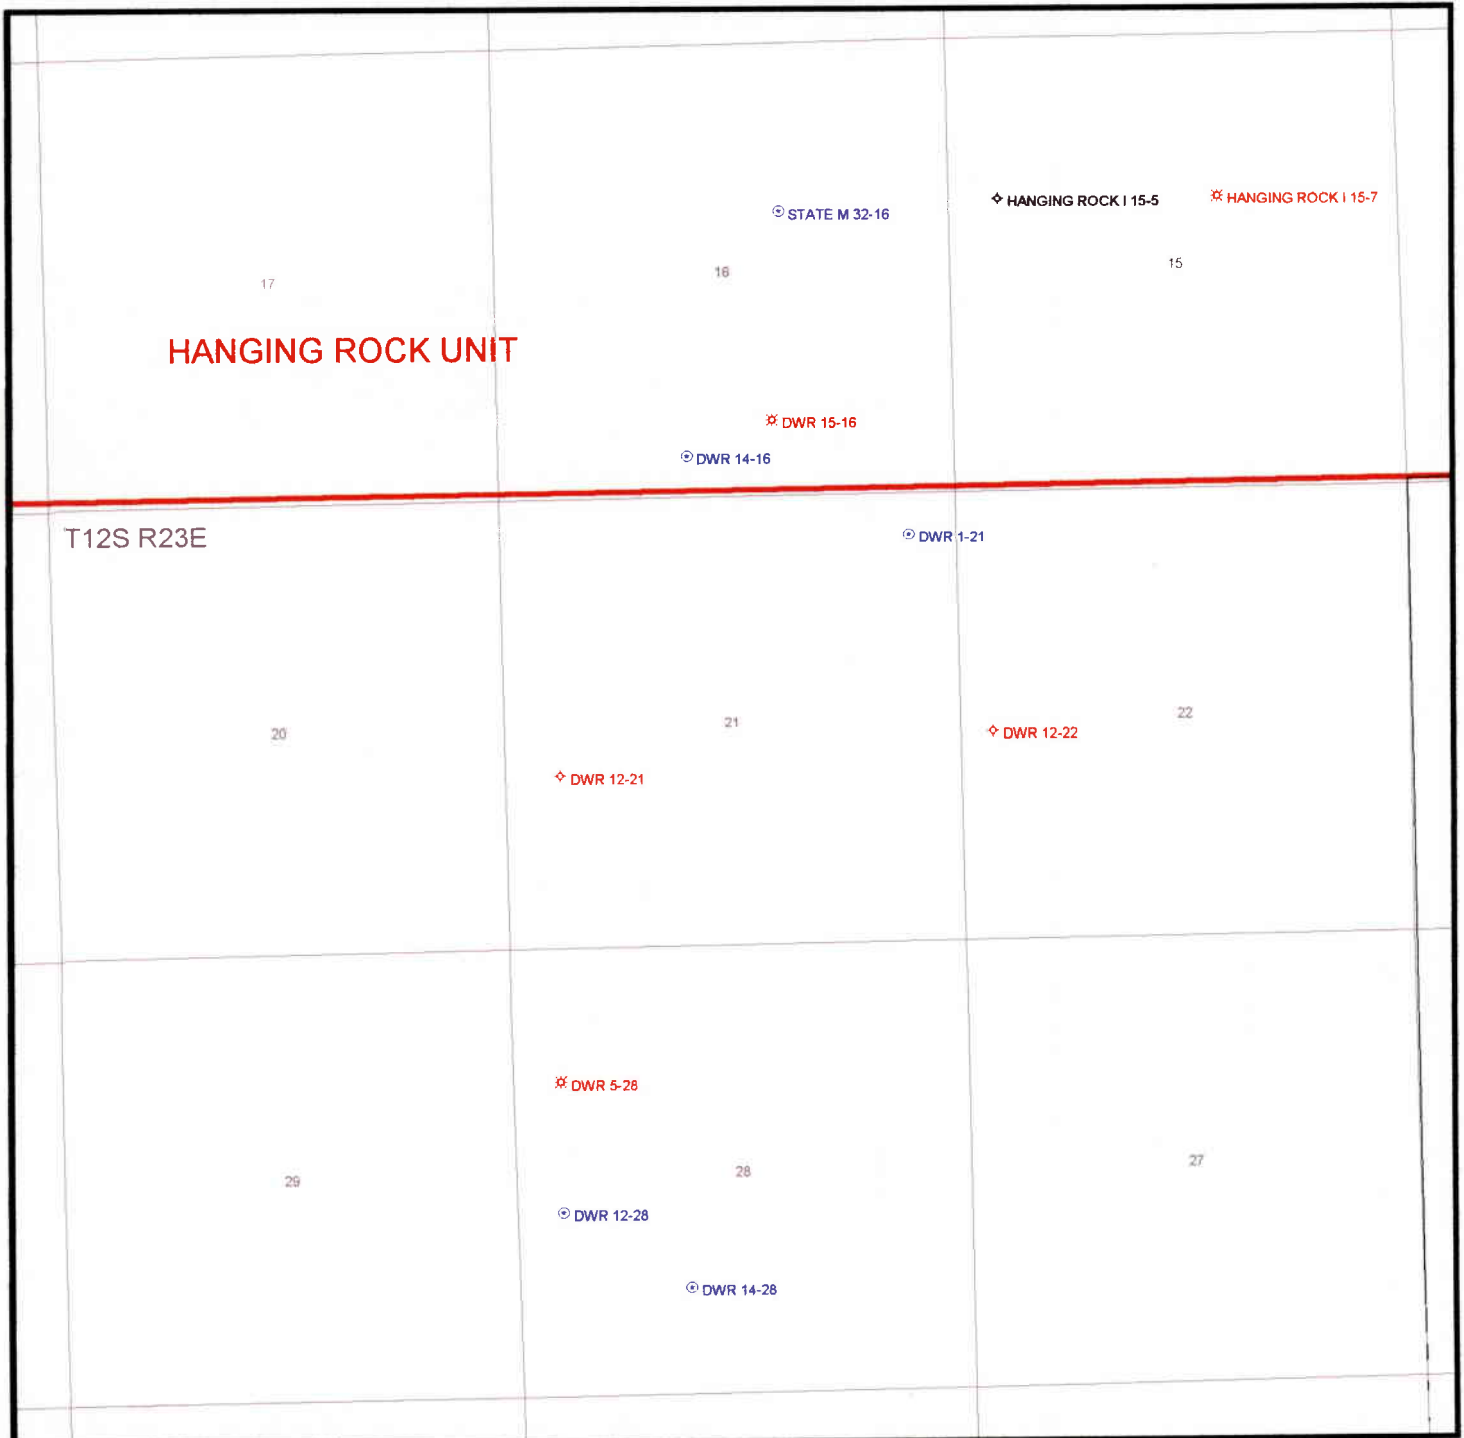 HANGING ROCK I 15-5
HANGING ROCK I 15-7
STATE M 32-16
17
16
15
HANGING ROCK UNIT
DWR 15-16
DWR 14-16
T12S R23E
DWR 1-21
20
21
22
DWR 12-22
DWR 12-21
DWR 5-28
29
28
27
DWR 12-28
DWR 14-28